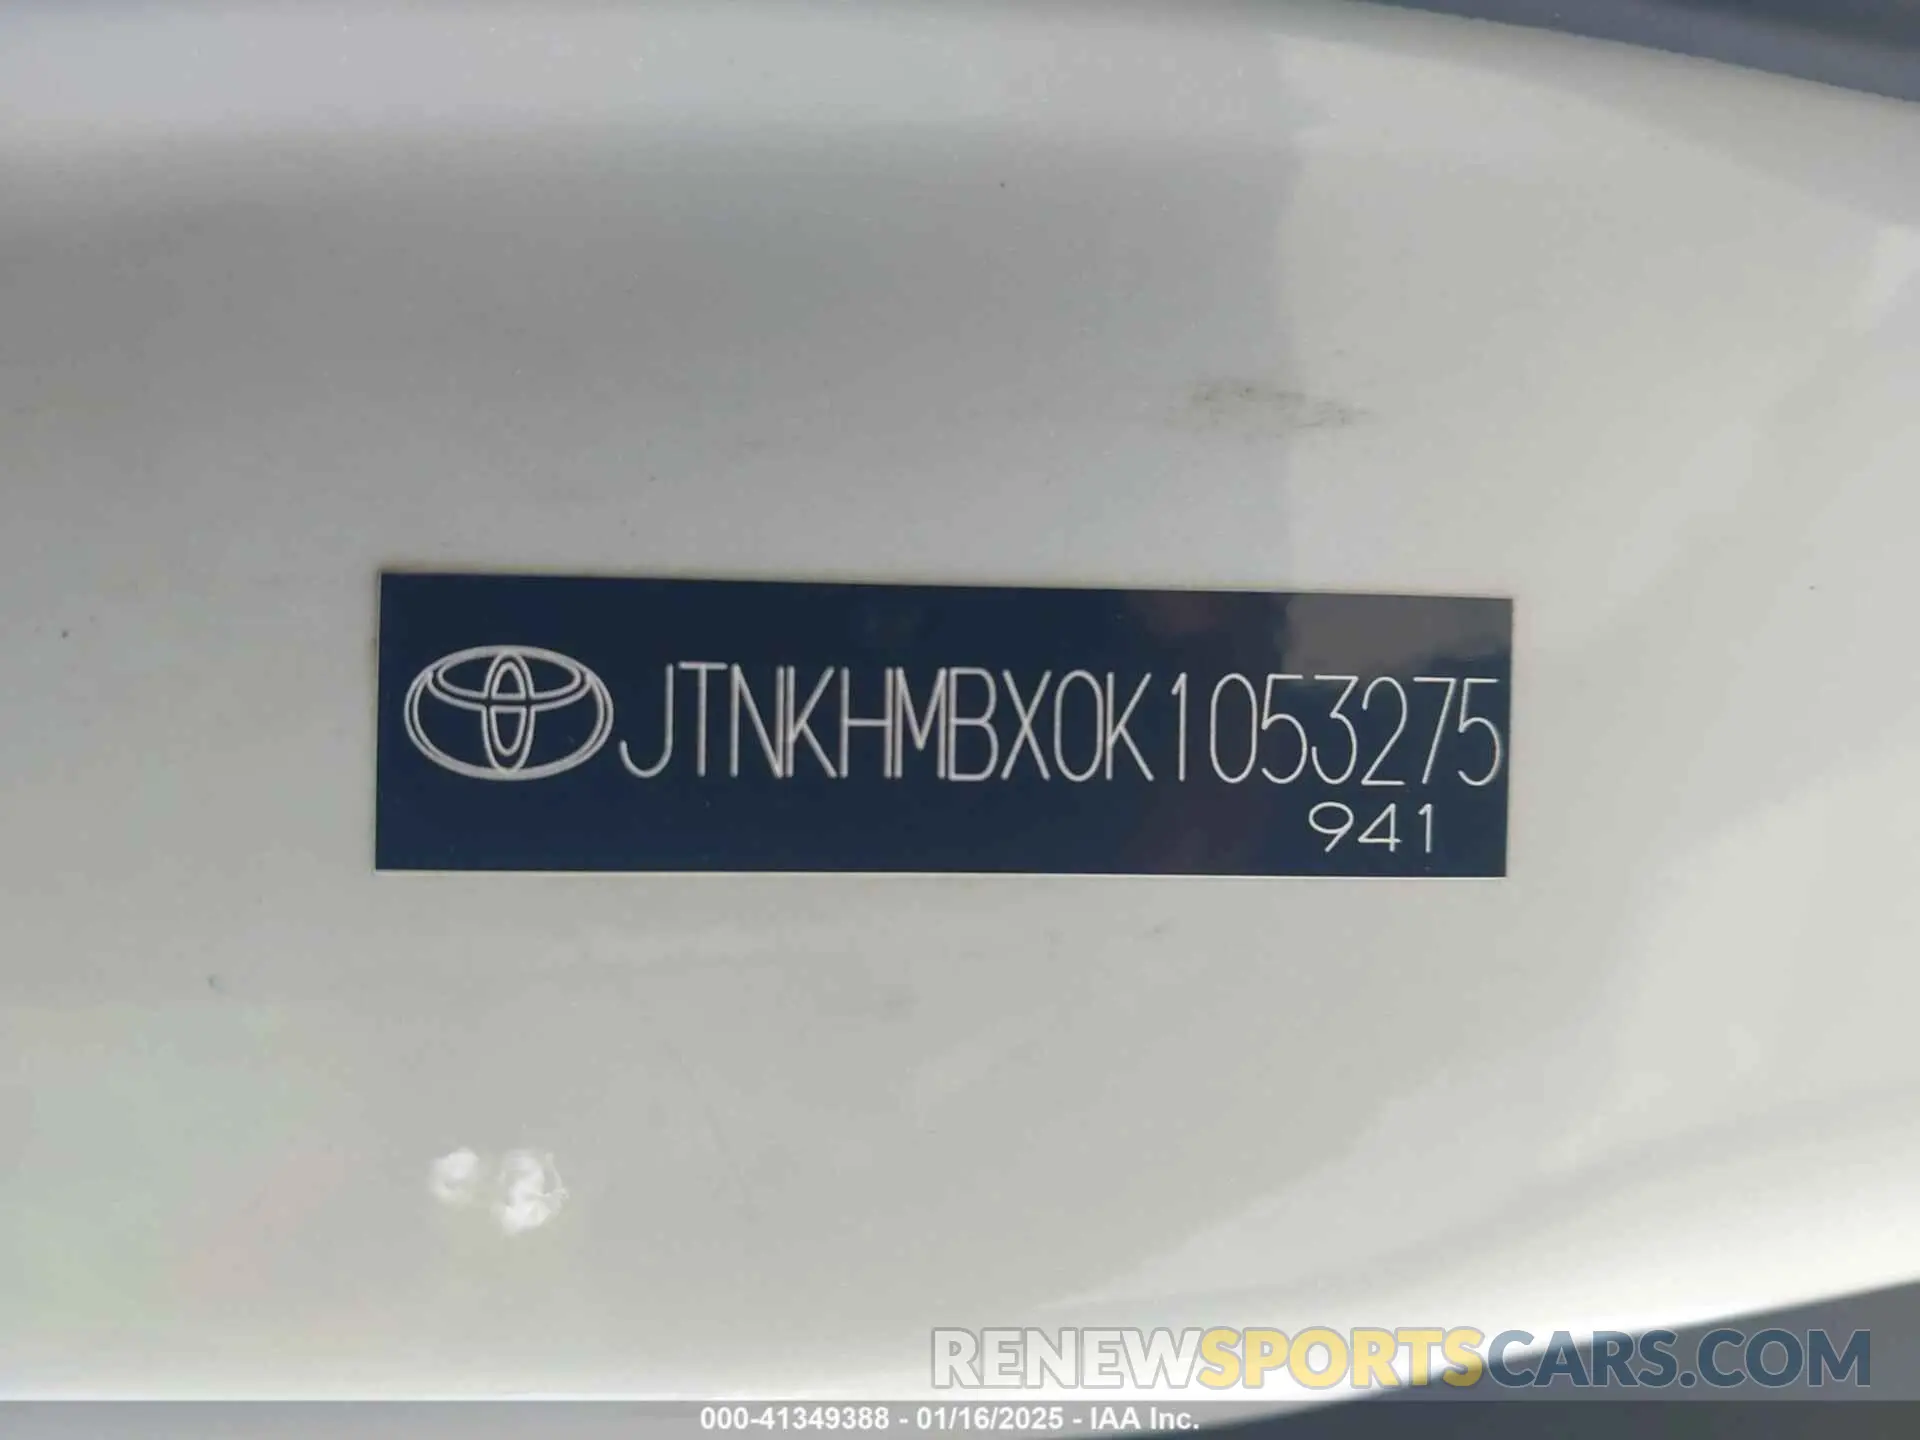 JTNKHMBX0K1053275
941
RENEWSPORTSCARS.COM
000-41349388 - 01/16/2025 - IAA Inc.